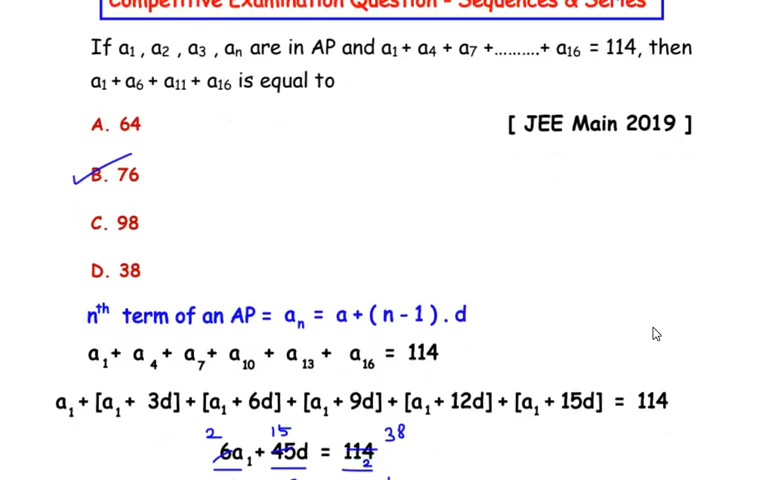 Competitive Examination Question - Sequences & Series
If a₁ , a₂ , a₃ , aₙ are in AP and a₁ + a₄ + a₇ +..........+ a₁₆ = 114, then
a₁ + a₆ + a₁₁ + a₁₆ is equal to
A. 64
[ JEE Main 2019 ]
B. 76
C. 98
D. 38
nᵗʰ term of an AP = aₙ = a + ( n - 1 ) . d
a₁ + a₄ + a₇ + a₁₀ + a₁₃ + a₁₆ = 114
a₁ + [a₁ + 3d] + [a₁ + 6d] + [a₁ + 9d] + [a₁ + 12d] + [a₁ + 15d] = 114
2 15 38
6a₁ + 45d = 114
2